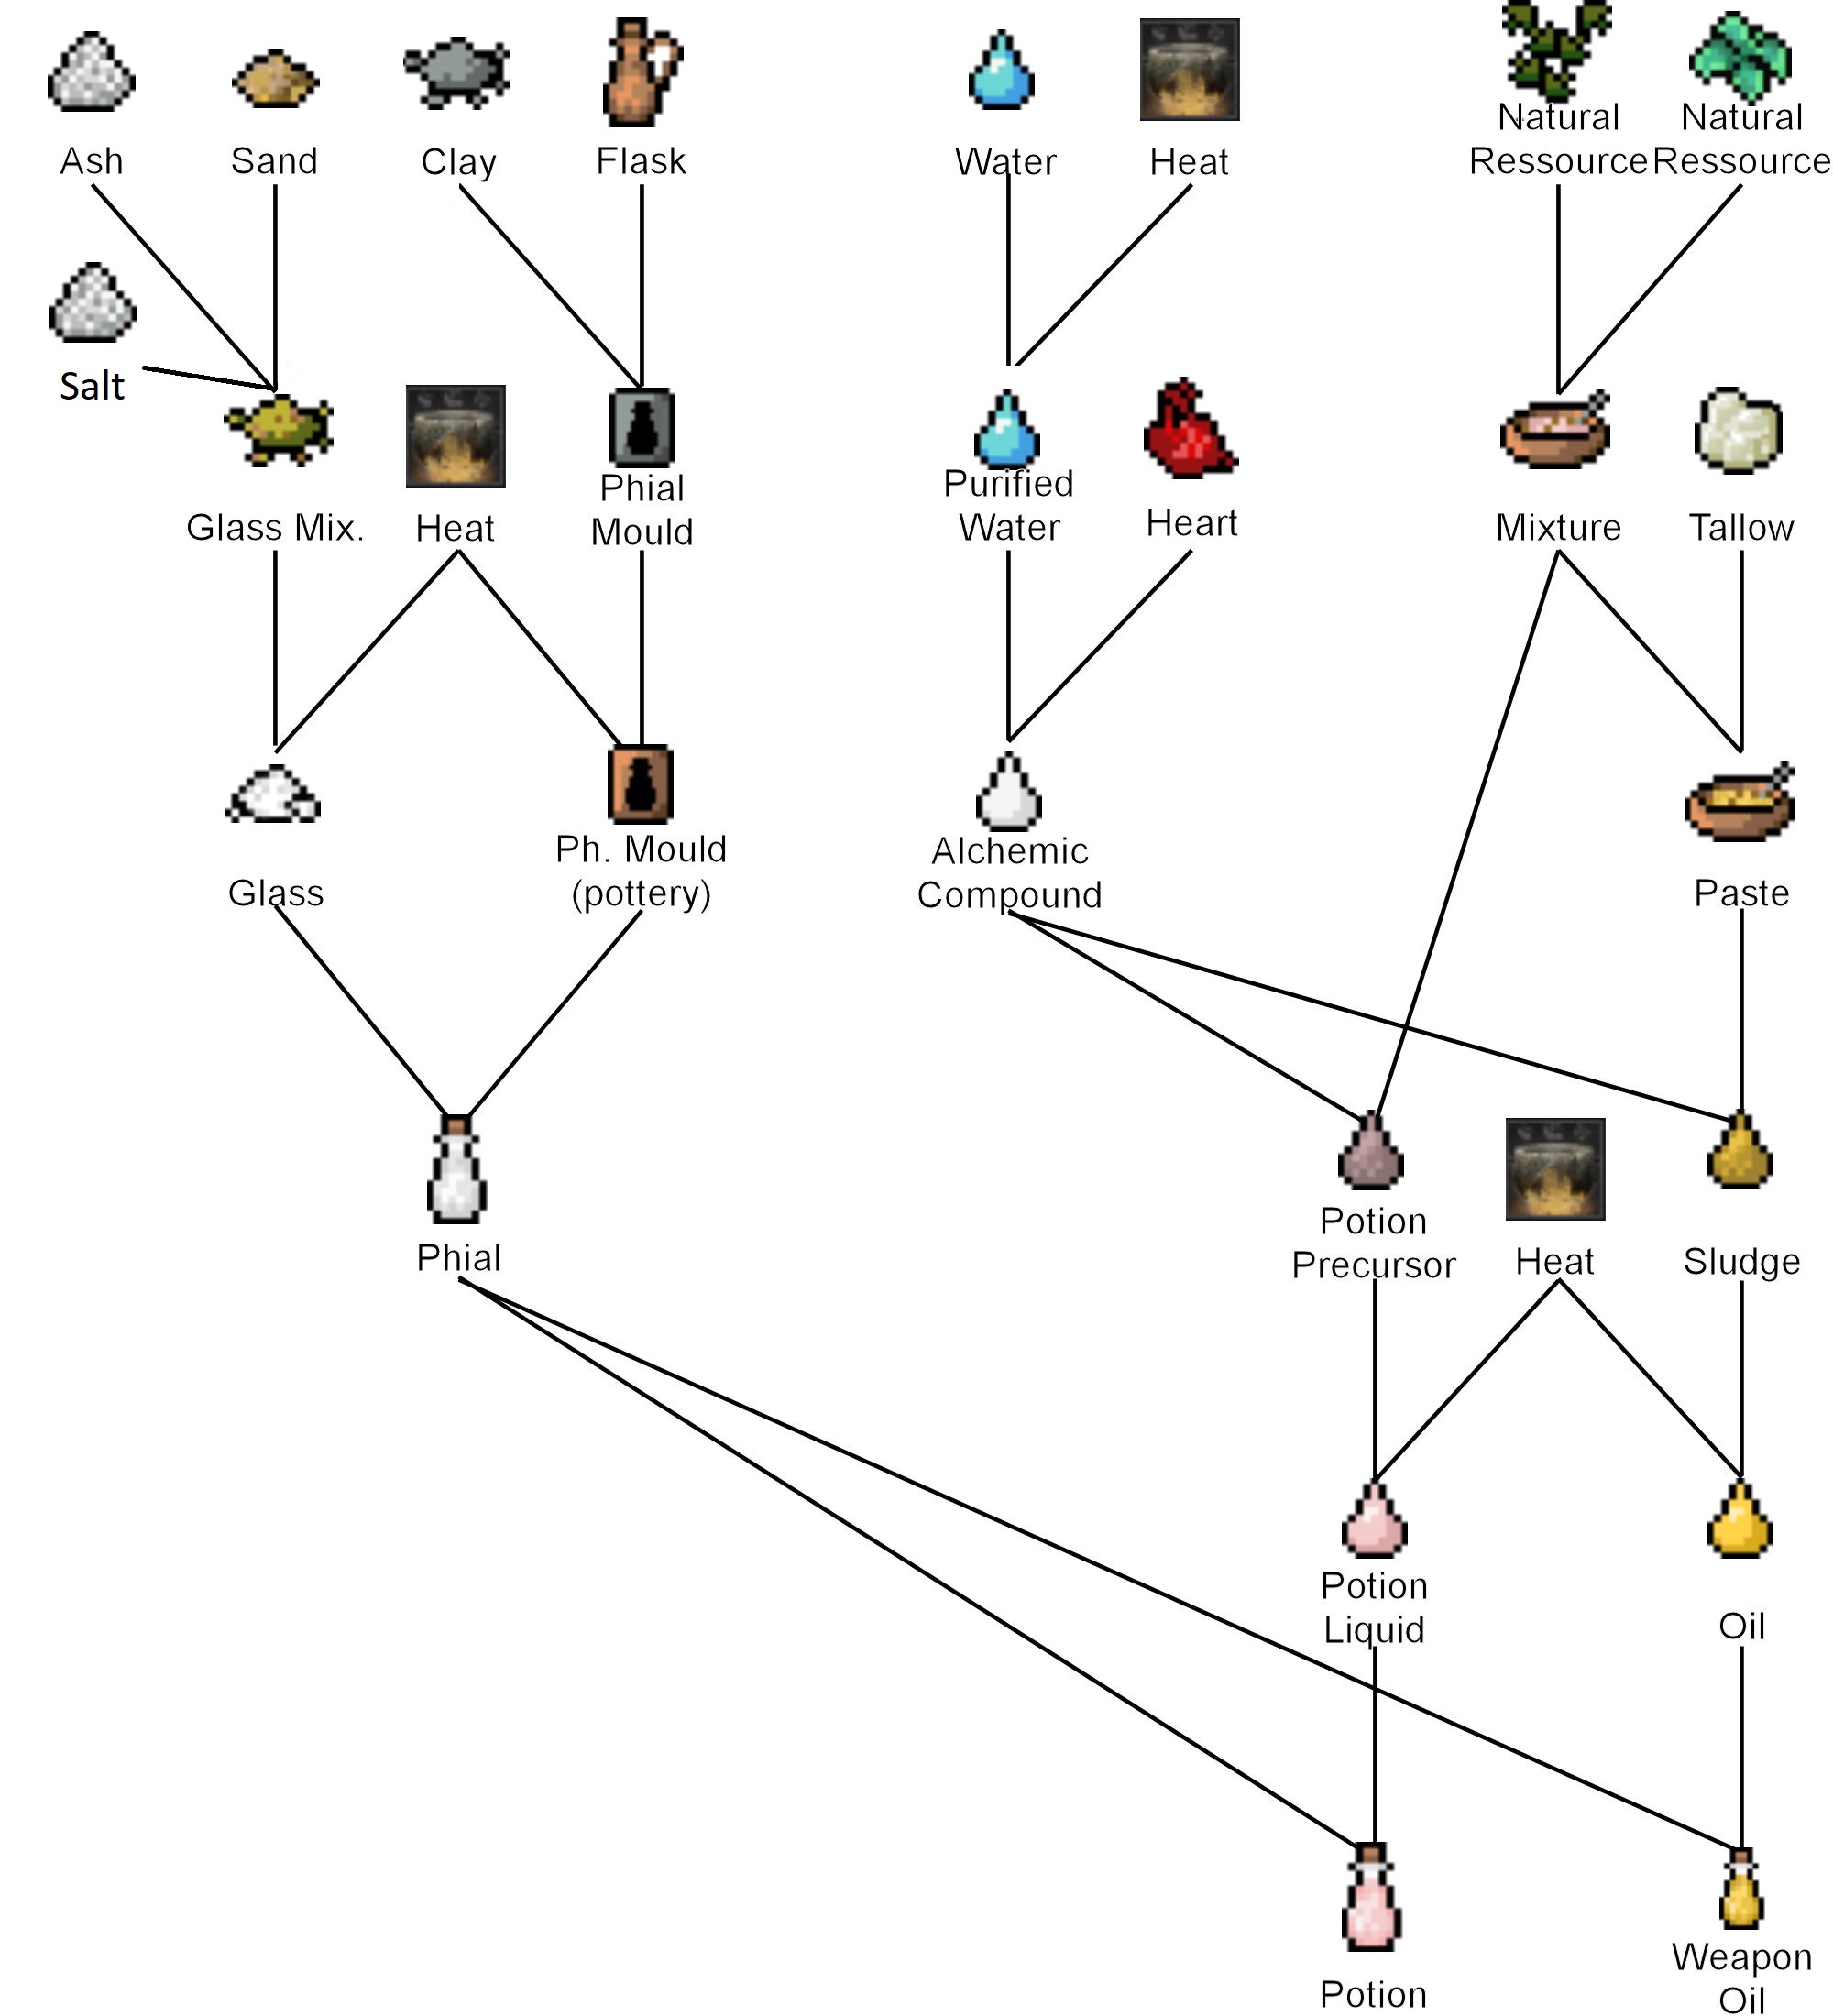 Ash
Sand
Clay
Flask
Water
Heat
Natural
Ressource
Natural
Ressource
Salt
Glass Mix.
Heat
Phial
Mould
Purified
Water
Heart
Mixture
Tallow
Glass
Ph. Mould
(pottery)
Alchemic
Compound
Paste
Phial
Potion
Precursor
Heat
Sludge
Potion
Liquid
Oil
Potion
Weapon
Oil